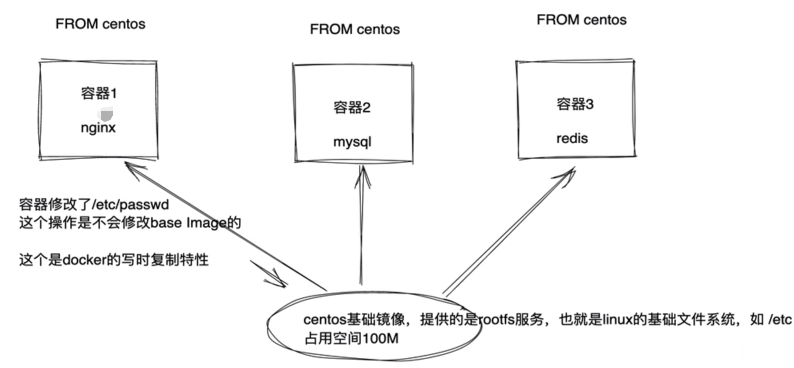 FROM centos
FROM centos
FROM centos
容器1
nginx
容器2
mysql
容器3
redis
容器修改了/etc/passwd
这个操作是不会修改base Image的
这个是docker的写时复制特性
centos基础镜像，提供的是rootfs服务，也就是linux的基础文件系统，如 /etc
占用空间100M